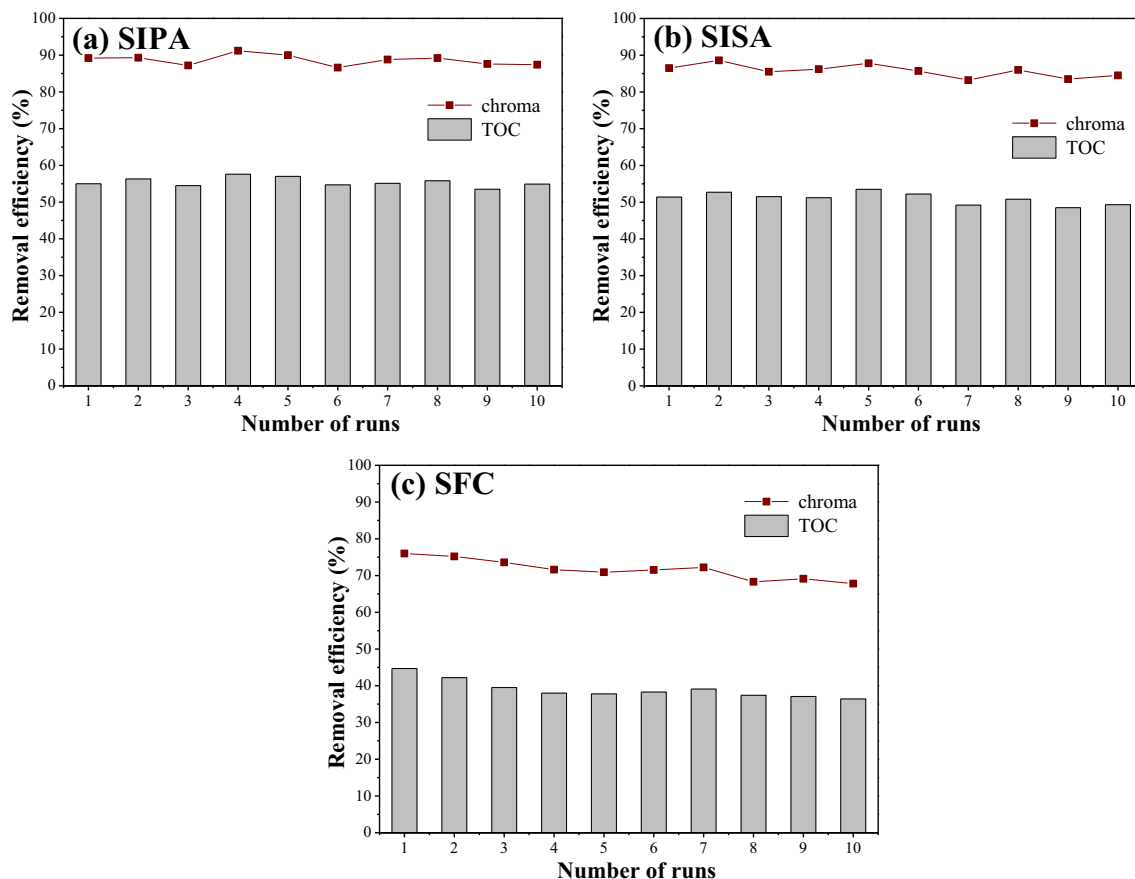 (a) SIPA
chroma
TOC
Removal efficiency (%)
100
90
80
70
60
50
40
30
20
10
0
1 2 3 4 5 6 7 8 9 10
Number of runs
(b) SISA
chroma
TOC
Removal efficiency (%)
100
90
80
70
60
50
40
30
20
10
0
1 2 3 4 5 6 7 8 9 10
Number of runs
(c) SFC
chroma
TOC
Removal efficiency (%)
100
90
80
70
60
50
40
30
20
10
0
1 2 3 4 5 6 7 8 9 10
Number of runs